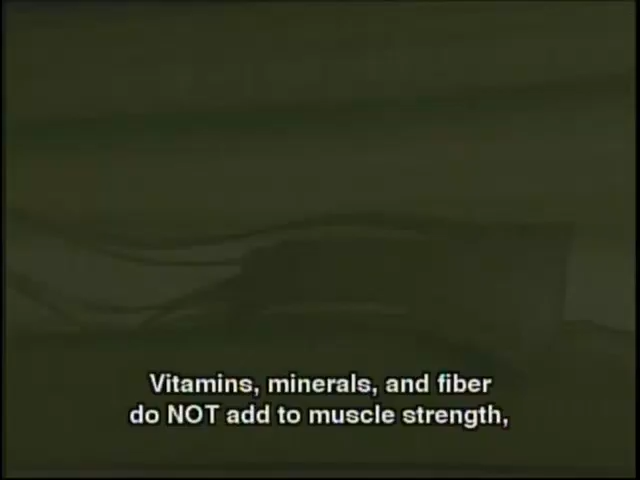 Vitamins, minerals, and fiber
do NOT add to muscle strength,